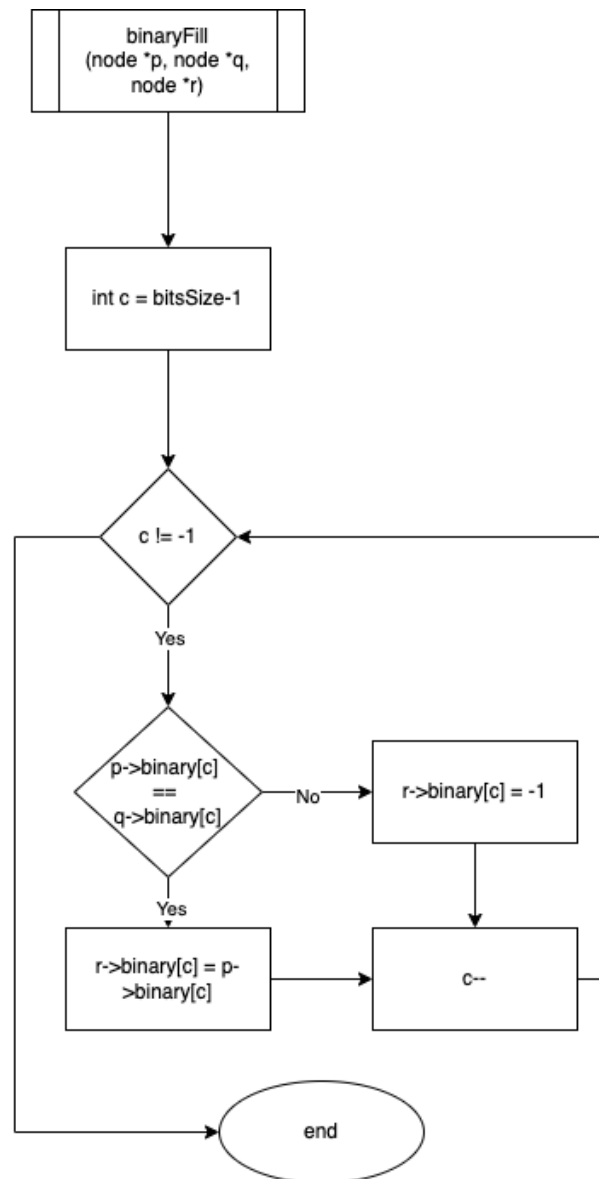 binaryFill
(node *p, node *q,
node *r)
int c = bitsSize-1
c != -1
Yes
p->binary[c]
==
q->binary[c]
No
r->binary[c] = -1
Yes
r->binary[c] = p-
>binary[c]
c--
end